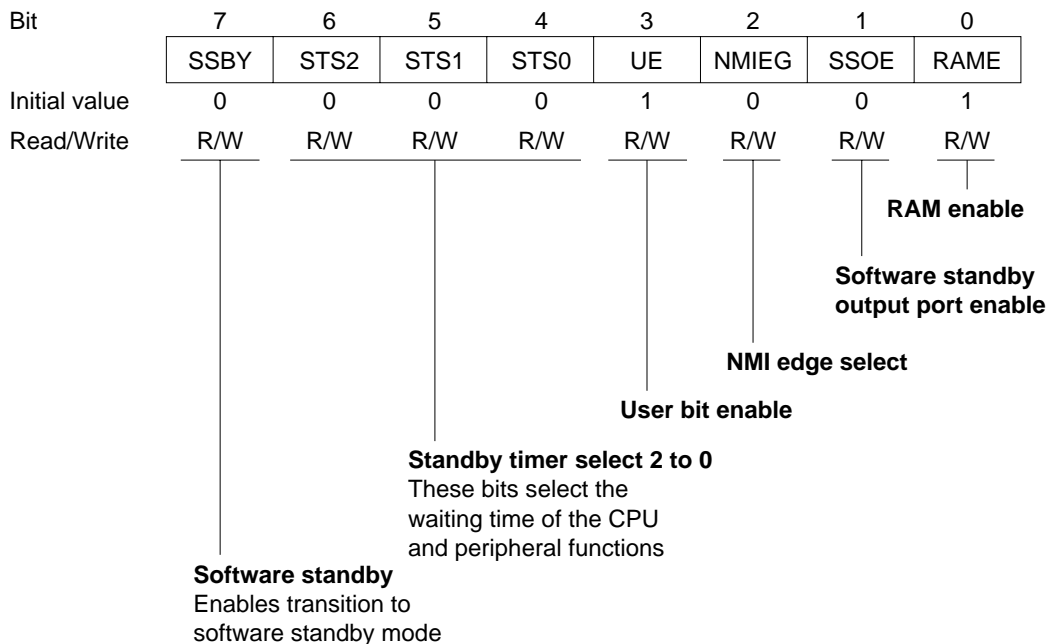 Bit 7 6 5 4 3 2 1 0
SSBY STS2 STS1 STS0 UE NMIEG SSOE RAME
Initial value 0 0 0 0 1 0 0 1
Read/Write R/W R/W R/W R/W R/W R/W R/W R/W
RAM enable
Software standby
output port enable
NMI edge select
User bit enable
Standby timer select 2 to 0
These bits select the
waiting time of the CPU
and peripheral functions
Software standby
Enables transition to
software standby mode